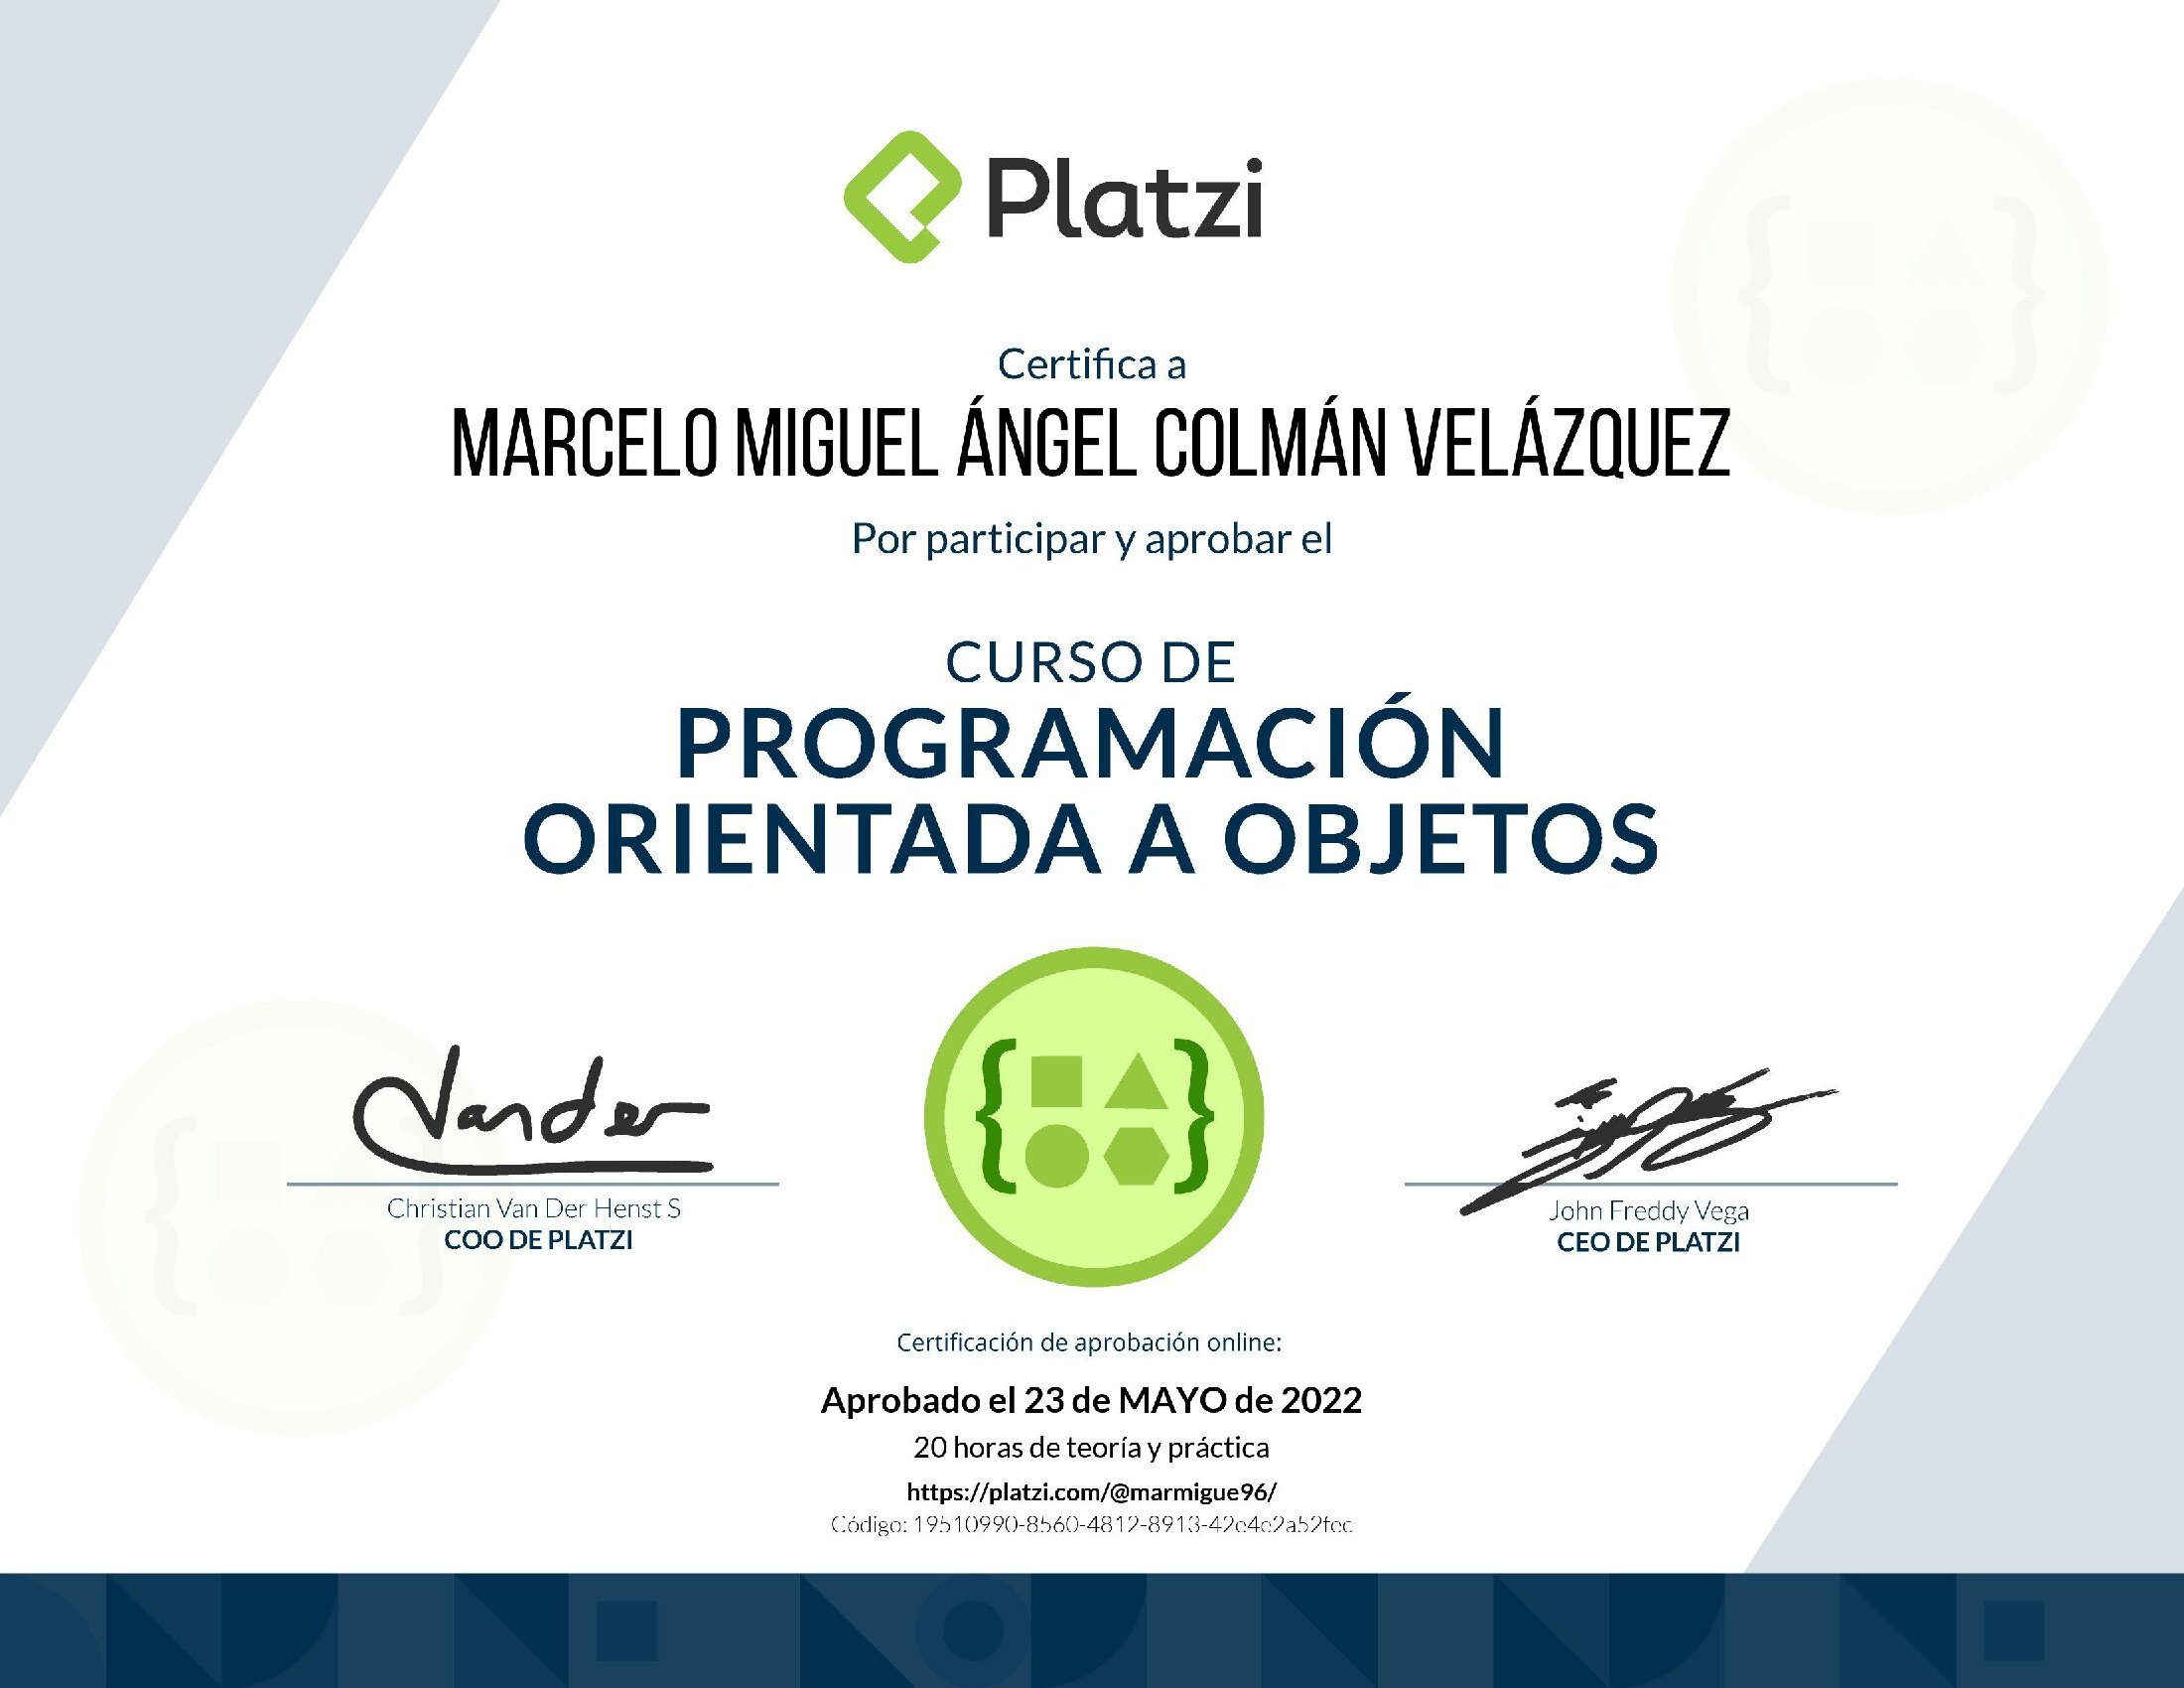 Platzi
Certifica a
MARCELO MIGUEL ÁNGEL COLMÁN VELÁZQUEZ
Por participar y aprobar el
CURSO DE
PROGRAMACIÓN
ORIENTADA A OBJETOS
Vander
Christian Van Der Henst S
COO DE PLATZI
John Freddy Vega
CEO DE PLATZI
Certificación de aprobación online:
Aprobado el 23 de MAYO de 2022
20 horas de teoría y práctica
https://platzi.com/@marmigue96/
Código: 19510990-8560-4812-8913-42e4e2a52fec